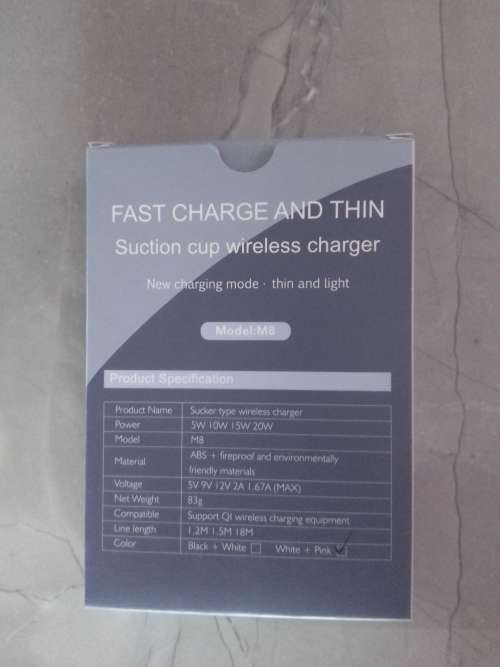 FAST CHARGE AND THIN
Suction cup wireless charger
New charging mode · thin and light
Model:M8
Product Specification
Product Name Sucker type wireless charger
Power 5W 10W 15W 20W
Model M8
Material ABS + fireproof and environmentally
friendly materials
Voltage 5V 9V 12V 2A 1.67A (MAX)
Net Weight 83g
Compatible Support QI wireless charging equipment
Line length 1.2M 1.5M 18M
Color Black + White White + Pink